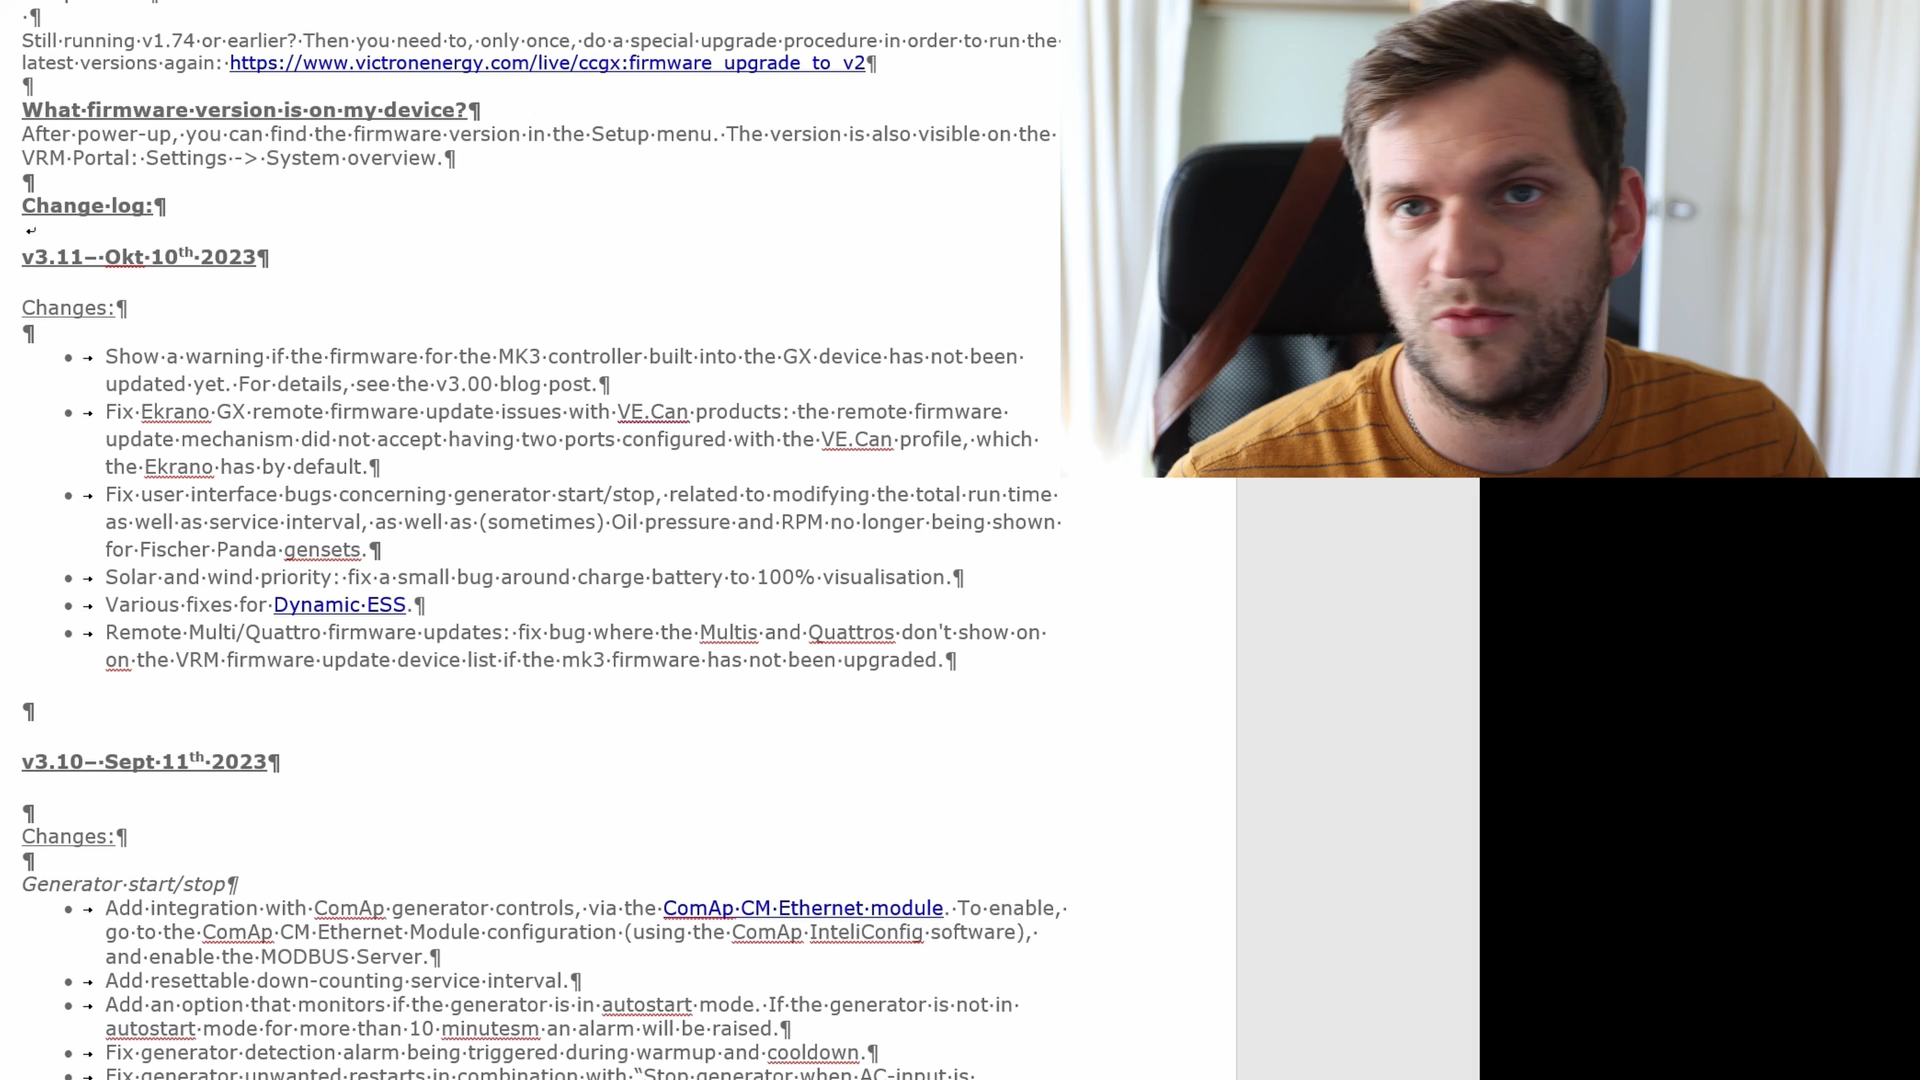 Still running v1.74 or earlier? Then you need to, only once, do a special upgrade procedure in order to run the
latest versions again: https://www.victronenergy.com/live/ccgx:firmware_upgrade_to_v2¶
¶
What firmware version is on my device?¶
After power-up, you can find the firmware version in the Setup menu. The version is also visible on the
VRM Portal: Settings -> System overview.¶
¶
Change log:¶
v3.11– Okt 10th 2023¶
Changes:¶
¶
• → Show a warning if the firmware for the MK3 controller built into the GX device has not been
updated yet. For details, see the v3.00 blog post.¶
• → Fix Ekrano GX remote firmware update issues with VE.Can products: the remote firmware
update mechanism did not accept having two ports configured with the VE.Can profile, which
the Ekrano has by default.¶
• → Fix user interface bugs concerning generator start/stop, related to modifying the total run time
as well as service interval, as well as (sometimes) Oil pressure and RPM no longer being shown
for Fischer Panda gensets.¶
• → Solar and wind priority: fix a small bug around charge battery to 100% visualisation.¶
• → Various fixes for Dynamic ESS.¶
• → Remote Multi/Quattro firmware updates: fix bug where the Multis and Quattros don't show on
on the VRM firmware update device list if the mk3 firmware has not been upgraded.¶
¶
v3.10– Sept 11th 2023¶
¶
Changes:¶
¶
Generator start/stop¶
• → Add integration with ComAp generator controls, via the ComAp CM Ethernet module. To enable,
go to the ComAp CM Ethernet Module configuration (using the ComAp InteliConfig software),
and enable the MODBUS Server.¶
• → Add resettable down-counting service interval.¶
• → Add an option that monitors if the generator is in autostart mode. If the generator is not in
autostart mode for more than 10 minutesm an alarm will be raised.¶
• → Fix generator detection alarm being triggered during warmup and cooldown.¶
• → Fix generator unwanted restarts in combination with “Stop generator when AC-input is